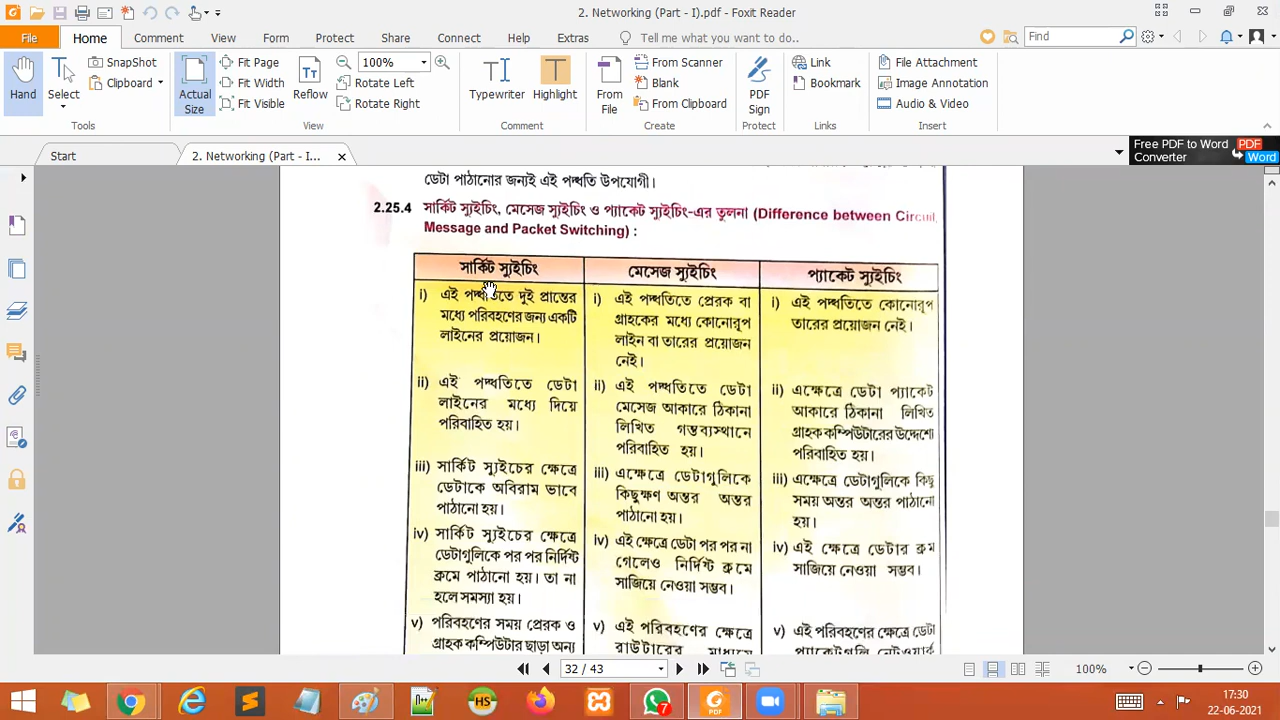 2. Networking (Part - I).pdf - Foxit Reader
File Home Comment View Form Protect Share Connect Help Extras Tell me what you want to do... Find
Hand Select SnapShot Clipboard Actual Size Fit Page Fit Width Fit Visible Reflow 100% Rotate Left Rotate Right Typewriter Highlight From File From Scanner Blank From Clipboard PDF Sign Link Bookmark File Attachment Image Annotation Audio & Video
Tools View Comment Create Protect Links Insert
Start 2. Networking (Part - I... Free PDF to Word Converter PDF Word
ডেটা পাঠানোর জন্যই এই পদ্ধতি উপযোগী।
2.25.4 সার্কিট স্যুইচিং, মেসেজ স্যুইচিং ও প্যাকেট স্যুইচিং-এর তুলনা (Difference between Circuit,
Message and Packet Switching) :
সার্কিট স্যুইচিং
i) এই পদ্ধতিতে দুই প্রান্তের
মধ্যে পরিবহণের জন্য একটি
লাইনের প্রয়োজন।
ii) এই পদ্ধতিতে ডেটা
লাইনের মধ্যে দিয়ে
পরিবাহিত হয়।
iii) সার্কিট স্যুইচের ক্ষেত্রে
ডেটাকে অবিরাম ভাবে
পাঠানো হয়।
iv) সার্কিট স্যুইচের ক্ষেত্রে
ডেটাগুলিকে পর পর নির্দিষ্ট
ক্রমে পাঠানো হয়। তা না
হলে সমস্যা হয়।
v) পরিবহণের সময় প্রেরক ও
গ্রাহক কম্পিউটার ছাড়া অন্য
মেসেজ স্যুইচিং
i) এই পদ্ধতিতে প্রেরক বা
গ্রাহকের মধ্যে কোনোরূপ
লাইন বা তারের প্রয়োজন
নেই।
ii) এই পদ্ধতিতে ডেটা
মেসেজ আকারে ঠিকানা
লিখিত গন্তব্যস্থানে
পরিবাহিত হয়।
iii) এক্ষেত্রে ডেটাগুলিকে
কিছুক্ষণ অন্তর অন্তর
পাঠানো হয়।
iv) এই ক্ষেত্রে ডেটা পর পর না
গেলেও নির্দিষ্ট ক্রমে
সাজিয়ে নেওয়া সম্ভব।
v) এই পরিবহণের ক্ষেত্রে
রাউটারের মাধ্যমে
প্যাকেট স্যুইচিং
i) এই পদ্ধতিতে কোনোরূপ
তারের প্রয়োজন নেই।
ii) এক্ষেত্রে ডেটা প্যাকেট
আকারে ঠিকানা লিখিত
গ্রাহক কম্পিউটারের উদ্দেশ্যে
পরিবাহিত হয়।
iii) এক্ষেত্রে ডেটাগুলিকে কিছু
সময় অন্তর অন্তর পাঠানো
হয়।
iv) এই ক্ষেত্রে ডেটার ক্রম
সাজিয়ে নেওয়া সম্ভব।
v) এই পরিবহণের ক্ষেত্রে ডেটা
প্যাকেটগুলি নেটওয়ার্ক
32 / 43 100%
HS 7 PDF
17:30
22-06-2021